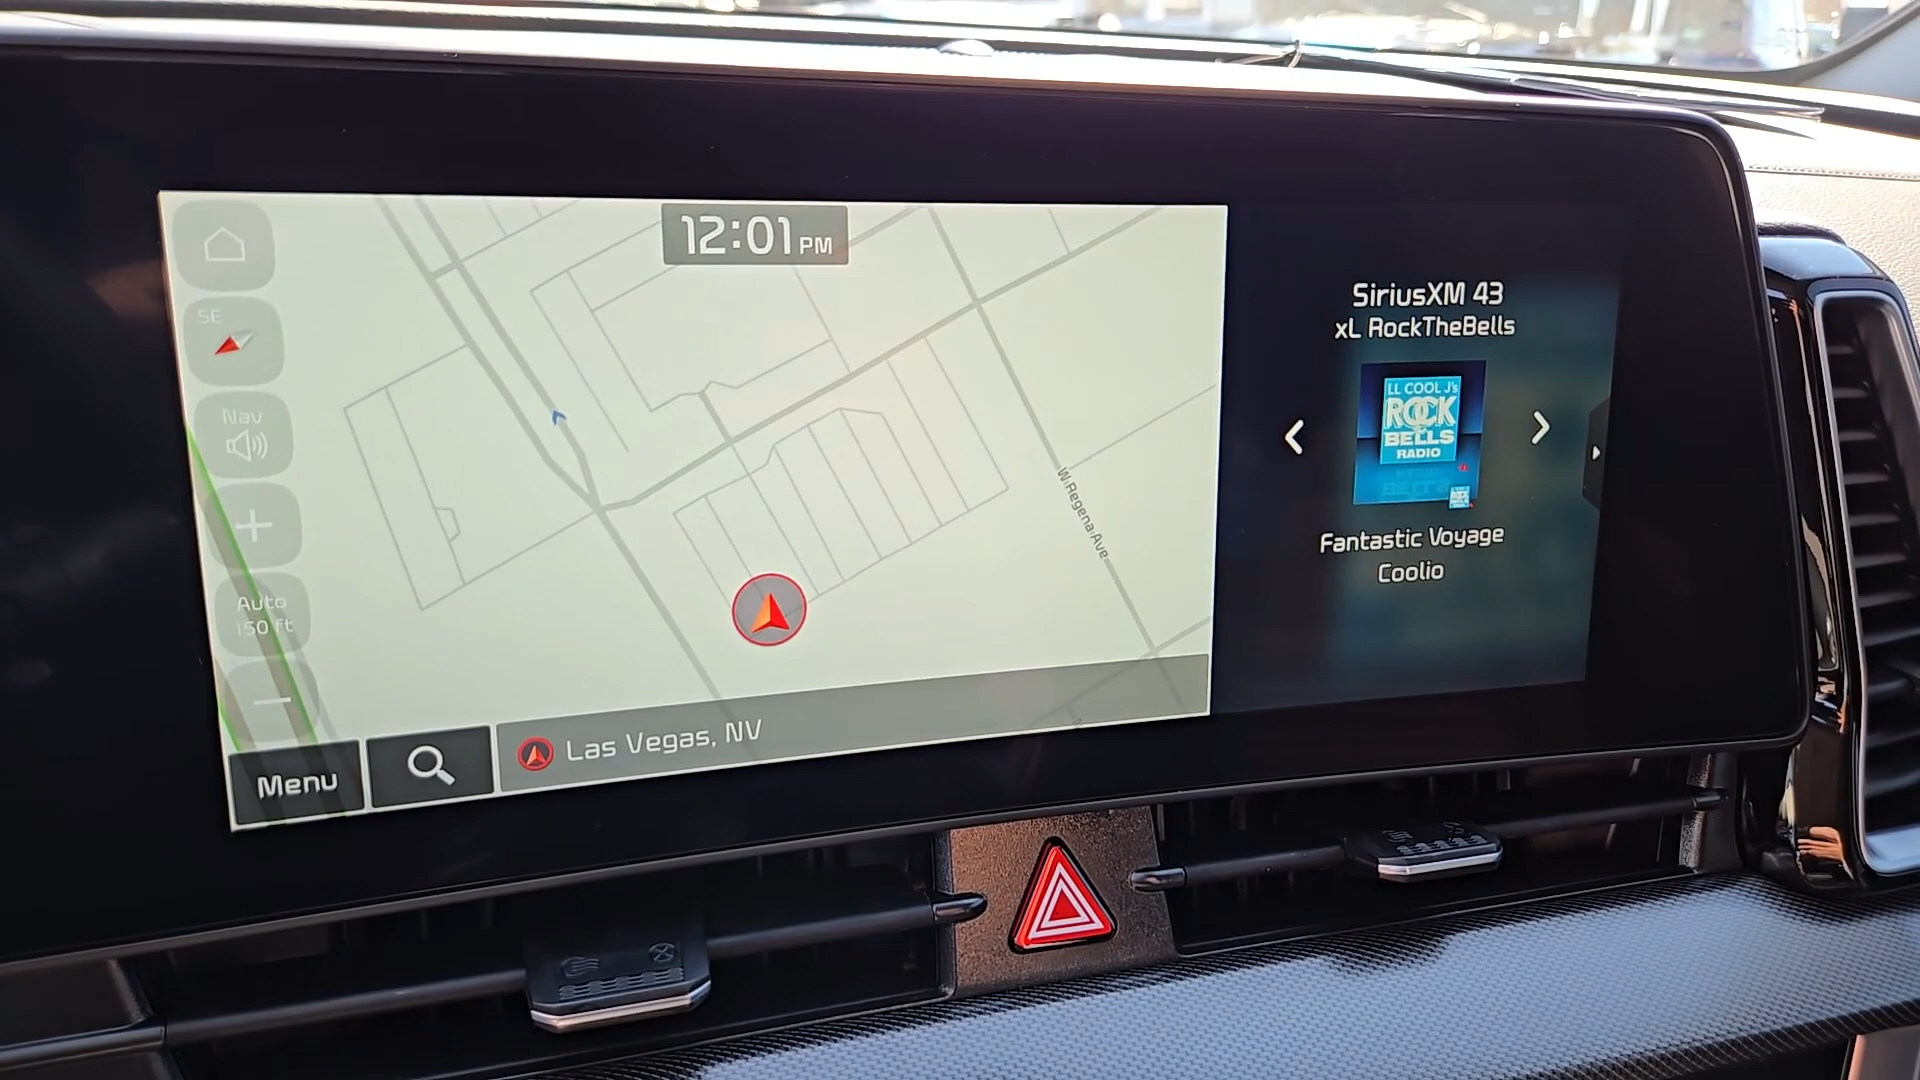 12:01 PM
SE
Nav
Auto
150 ft
Menu
Las Vegas, NV
W Regena Ave
SiriusXM 43
xL RockTheBells
LL COOL J's
ROCK
BELLS
RADIO
Fantastic Voyage
Coolio